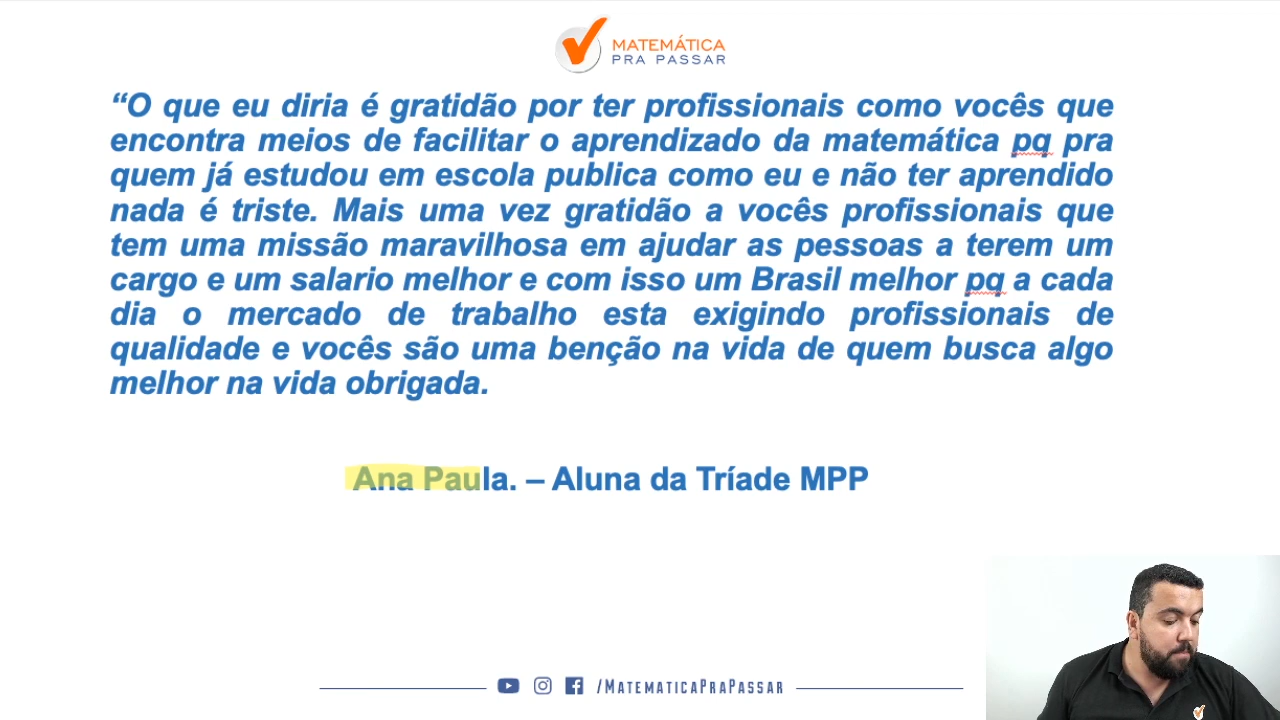 MATEMÁTICA
PRA PASSAR
“O que eu diria é gratidão por ter profissionais como vocês que
encontra meios de facilitar o aprendizado da matemática pq pra
quem já estudou em escola publica como eu e não ter aprendido
nada é triste. Mais uma vez gratidão a vocês profissionais que
tem uma missão maravilhosa em ajudar as pessoas a terem um
cargo e um salario melhor e com isso um Brasil melhor pq a cada
dia o mercado de trabalho esta exigindo profissionais de
qualidade e vocês são uma benção na vida de quem busca algo
melhor na vida obrigada.
Ana Paula. – Aluna da Tríade MPP
/MATEMATICAPRAPASSAR